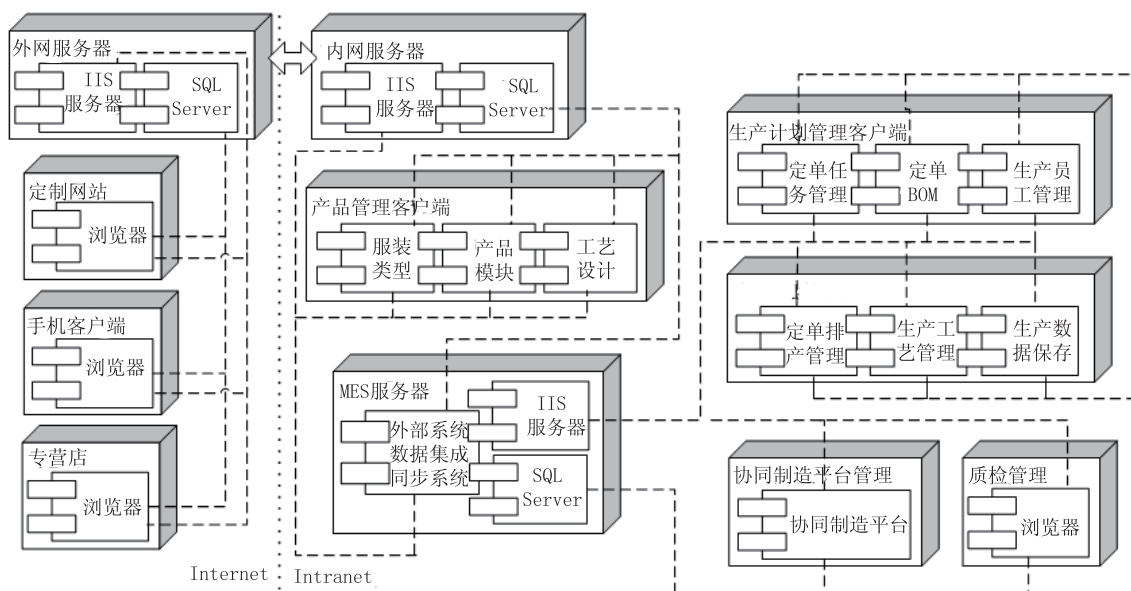 外网服务器
IIS
服务器
SQL
Server
内网服务器
IIS
服务器
SQL
Server
定制网站
浏览器
手机客户端
浏览器
专营店
浏览器
产品管理客户端
服装
类型
产品
模块
工艺
设计
MES服务器
外部系统
数据集成
同步系统
IIS
服务器
SQL
Server
生产计划管理客户端
定单任
务管理
定单
BOM
生产员
工管理
定单排
产管理
生产工
艺管理
生产数
据保存
协同制造平台管理
协同制造平台
质检管理
浏览器
Internet
Intranet